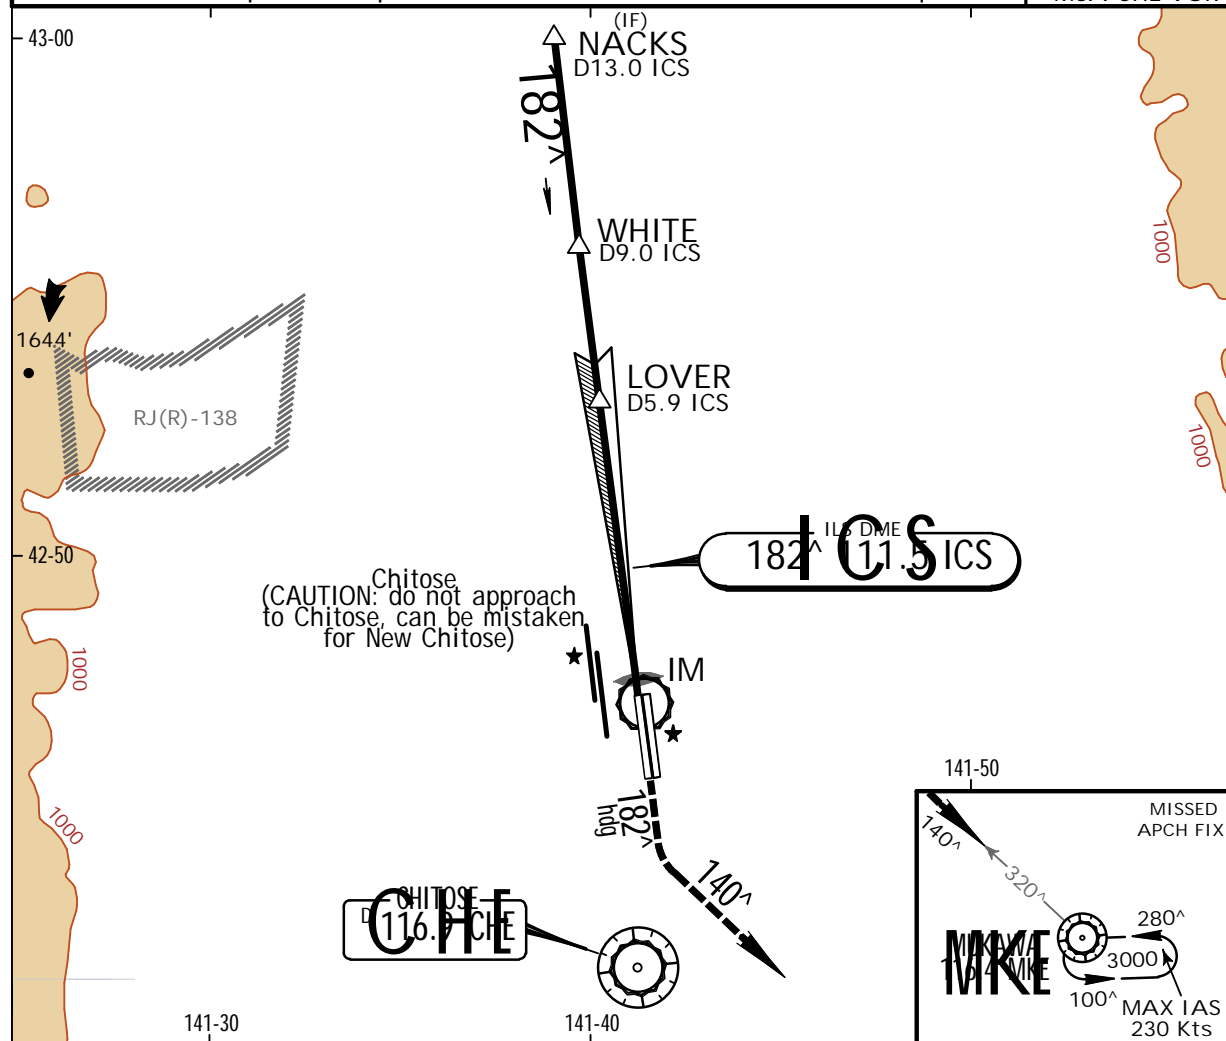 43-00
(IF)
NACKS
D13.0 ICS
182^
WHITE
D9.0 ICS
1000
1644'
LOVER
D5.9 ICS
RJ(R)-138
1000
42-50
ILS DME
182^ 111.5 ICS
ICS
Chitose
(CAUTION: do not approach
to Chitose, can be mistaken
for New Chitose)
1000
IM
141-50
1000
182^
hdg
140^
MISSED
APCH FIX
140^
320^
CHITOSE
D 116.9 CHE
CHE
280^
MUKAWA
MKE
3000
100^
MAX IAS
230 Kts
141-30
141-40